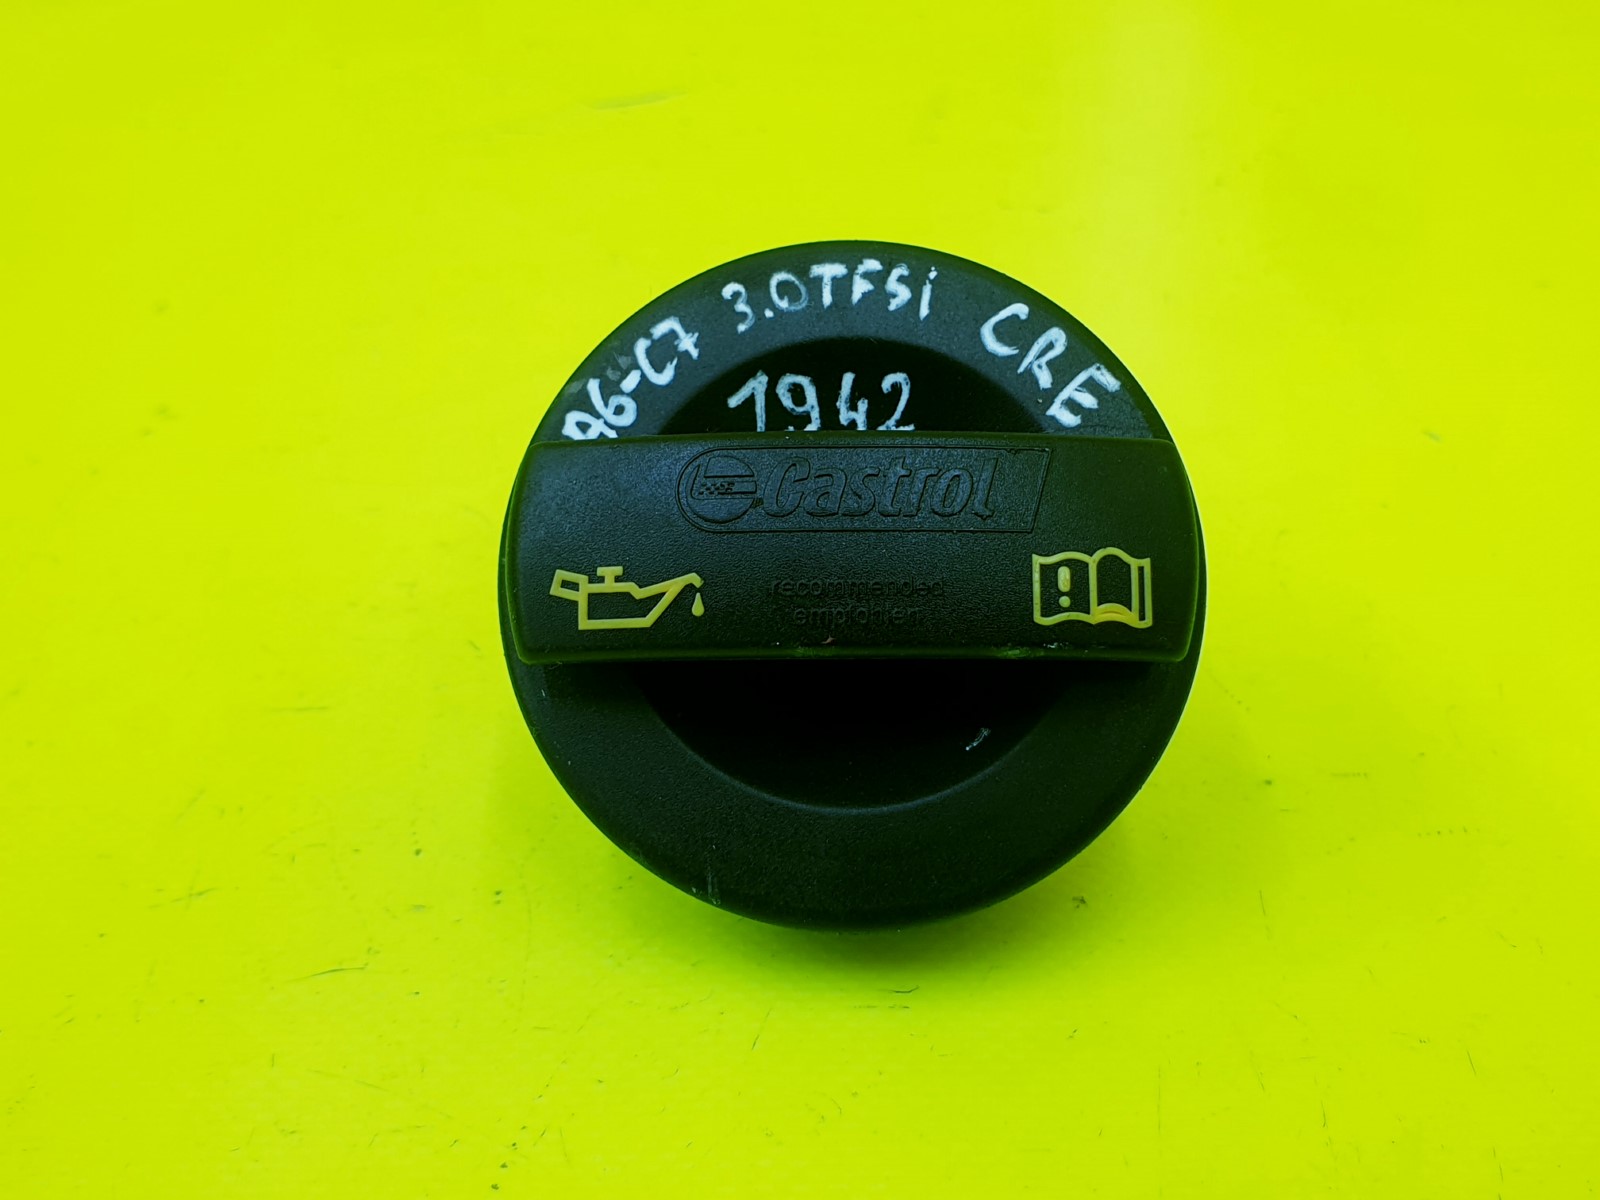 A6-C7 3.0TFSi CRE
1942
Castrol
recommended
empfohlen